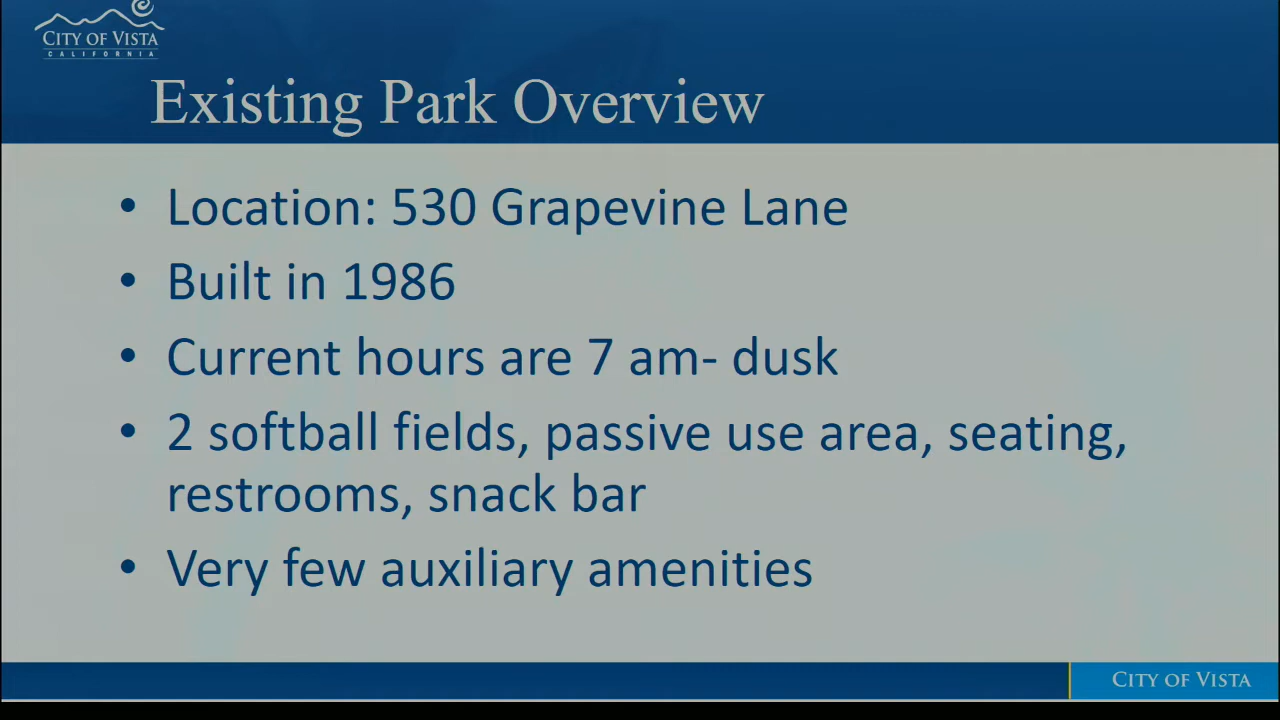 CITY OF VISTA
CALIFORNIA
Existing Park Overview
• Location: 530 Grapevine Lane
• Built in 1986
• Current hours are 7 am- dusk
• 2 softball fields, passive use area, seating,
restrooms, snack bar
• Very few auxiliary amenities
CITY OF VISTA